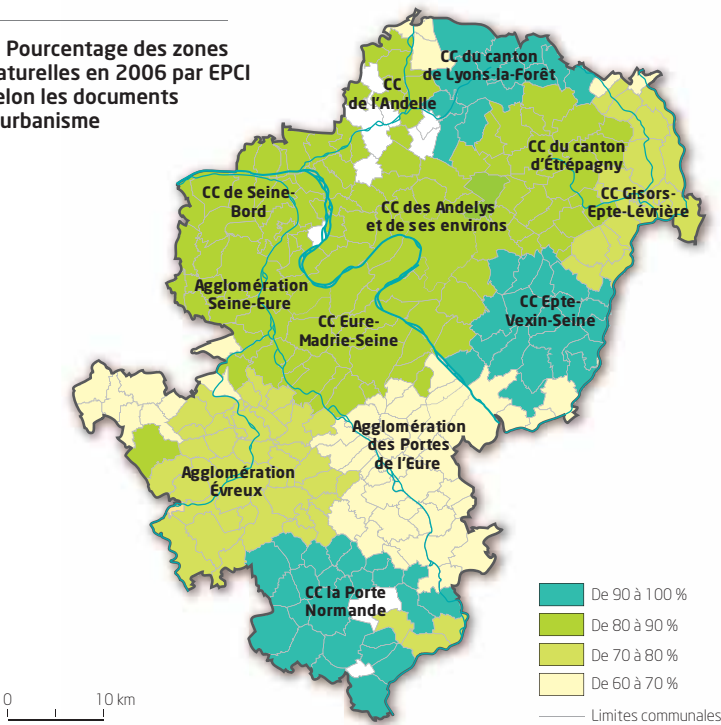 Pourcentage des zones
aturelles en 2006 par EPCI
elon les documents
urbanisme
CC du canton
de Lyons-la-Forêt
CC
de l'Andelle
CC du canton
d'Étrépagny
CC de Seine-
Bord
CC des Andelys
et de ses environs
CC Gisors-
Epte-Lévrière
Agglomération
Seine-Eure
CC Eure-
Madrie-Seine
CC Epte-
Vexin-Seine
Agglomération
des Portes
de l'Eure
Agglomération
Évreux
CC la Porte
Normande
De 90 à 100 %
De 80 à 90 %
De 70 à 80 %
De 60 à 70 %
Limites communales
0 10 km